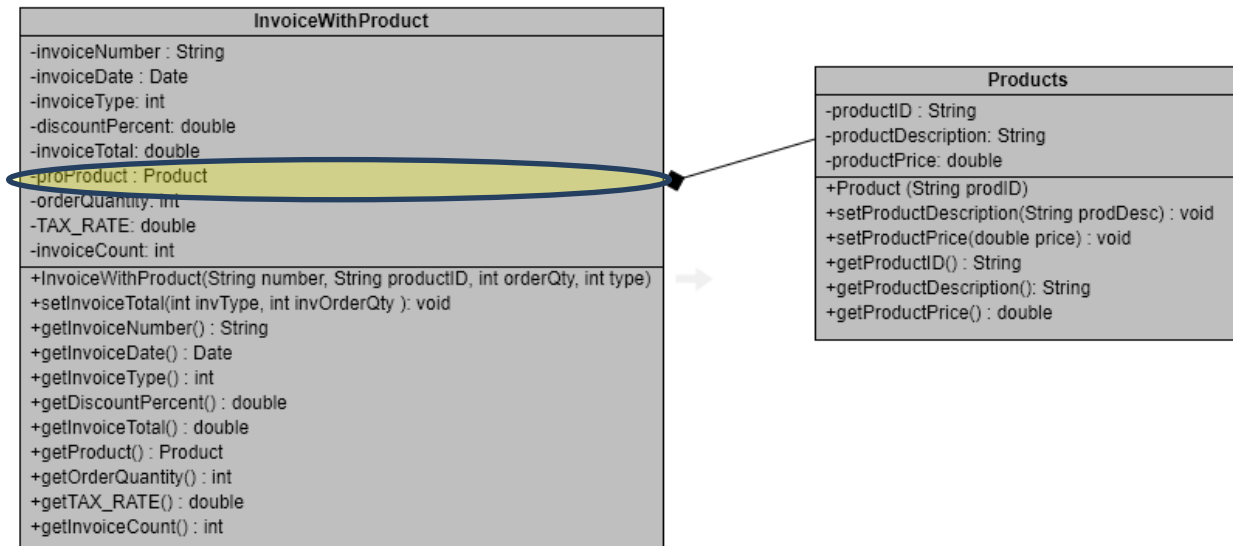 InvoiceWithProduct
-invoiceNumber : String
-invoiceDate : Date
-invoiceType: int
-discountPercent: double
-invoiceTotal: double
-proProduct : Product
-orderQuantity: int
-TAX_RATE: double
-invoiceCount: int
+InvoiceWithProduct(String number, String productID, int orderQty, int type)
+setInvoiceTotal(int invType, int invOrderQty ): void
+getInvoiceNumber() : String
+getInvoiceDate() : Date
+getInvoiceType() : int
+getDiscountPercent() : double
+getInvoiceTotal() : double
+getProduct() : Product
+getOrderQuantity() : int
+getTAX_RATE() : double
+getInvoiceCount() : int
Products
-productID : String
-productDescription: String
-productPrice: double
+Product (String prodID)
+setProductDescription(String prodDesc) : void
+setProductPrice(double price) : void
+getProductID() : String
+getProductDescription(): String
+getProductPrice() : double